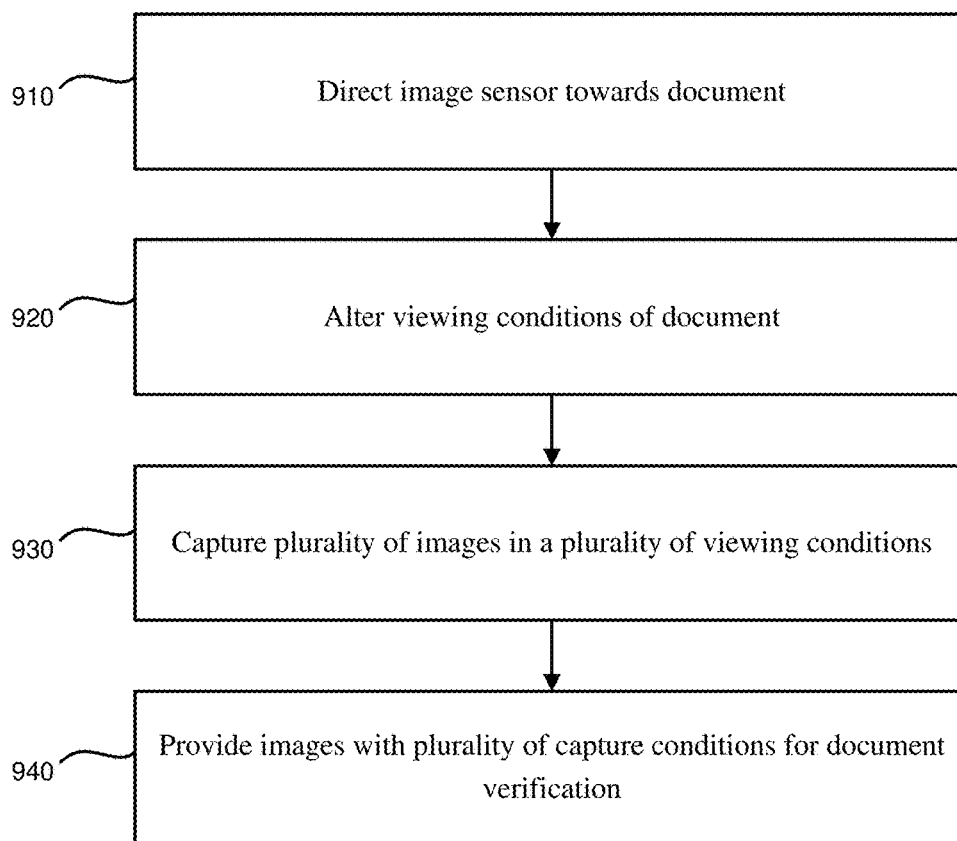 910
Direct image sensor towards document
920
Alter viewing conditions of document
930
Capture plurality of images in a plurality of viewing conditions
940
Provide images with plurality of capture conditions for document
verification